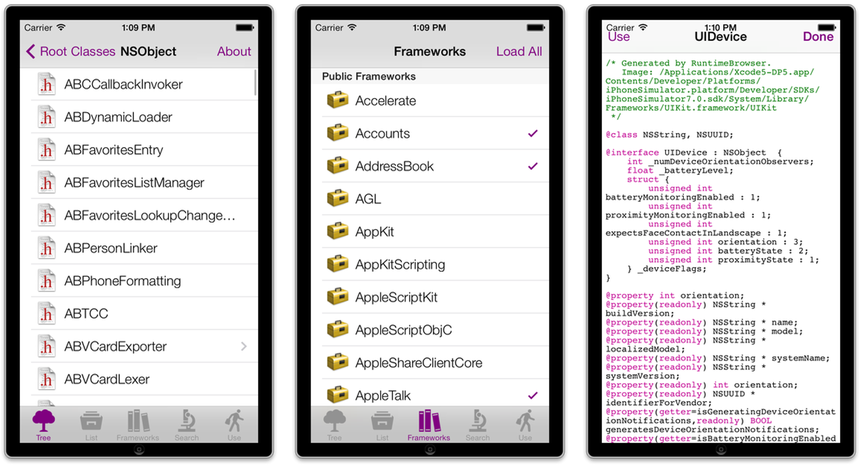 Carrier 1:09 PM
Root Classes NSObject About
.h ABCCallbackInvoker
.h ABDynamicLoader
.h ABFavoritesEntry
.h ABFavoritesListManager
.h ABFavoritesLookupChange...
.h ABPersonLinker
.h ABPhoneFormatting
.h ABTCC
.h ABVCardExporter
.h ABVCardLexer
Tree List Frameworks Search Use
Carrier 1:09 PM
Frameworks Load All
Public Frameworks
Accelerate
Accounts
AddressBook
AGL
AppKit
AppKitScripting
AppleScriptKit
AppleScriptObjC
AppleShareClientCore
AppleTalk
Tree List Frameworks Search Use
Carrier 1:10 PM
Use UIDevice Done
/* Generated by RuntimeBrowser.
Image: /Applications/Xcode5-DP5.app/
Contents/Developer/Platforms/
iPhoneSimulator.platform/Developer/SDKs/
iPhoneSimulator7.0.sdk/System/Library/
Frameworks/UIKit.framework/UIKit
*/
@class NSString, NSUUID;
@interface UIDevice : NSObject {
int _numDeviceOrientationObservers;
float _batteryLevel;
struct {
unsigned int
batteryMonitoringEnabled : 1;
unsigned int
proximityMonitoringEnabled : 1;
unsigned int
expectsFaceContactInLandscape : 1;
unsigned int orientation : 3;
unsigned int batteryState : 2;
unsigned int proximityState : 1;
} _deviceFlags;
}
@property int orientation;
@property(readonly) NSString *
buildVersion;
@property(readonly) NSString * name;
@property(readonly) NSString * model;
@property(readonly) NSString *
localizedModel;
@property(readonly) NSString * systemName;
@property(readonly) NSString *
systemVersion;
@property(readonly) int orientation;
@property(readonly) NSUUID *
identifierForVendor;
@property(getter=isGeneratingDeviceOrientat
ionNotifications,readonly) BOOL
generatesDeviceOrientationNotifications;
@property(getter=isBatteryMonitoringEnabled